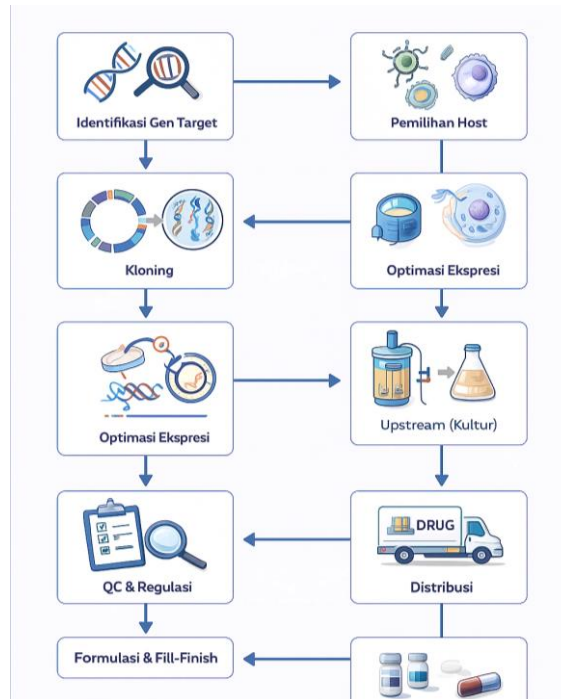 Identifikasi Gen Target
Pemilihan Host
Kloning
Optimasi Ekspresi
Optimasi Ekspresi
Upstream (Kultur)
QC & Regulasi
DRUG
Distribusi
Formulasi & Fill-Finish